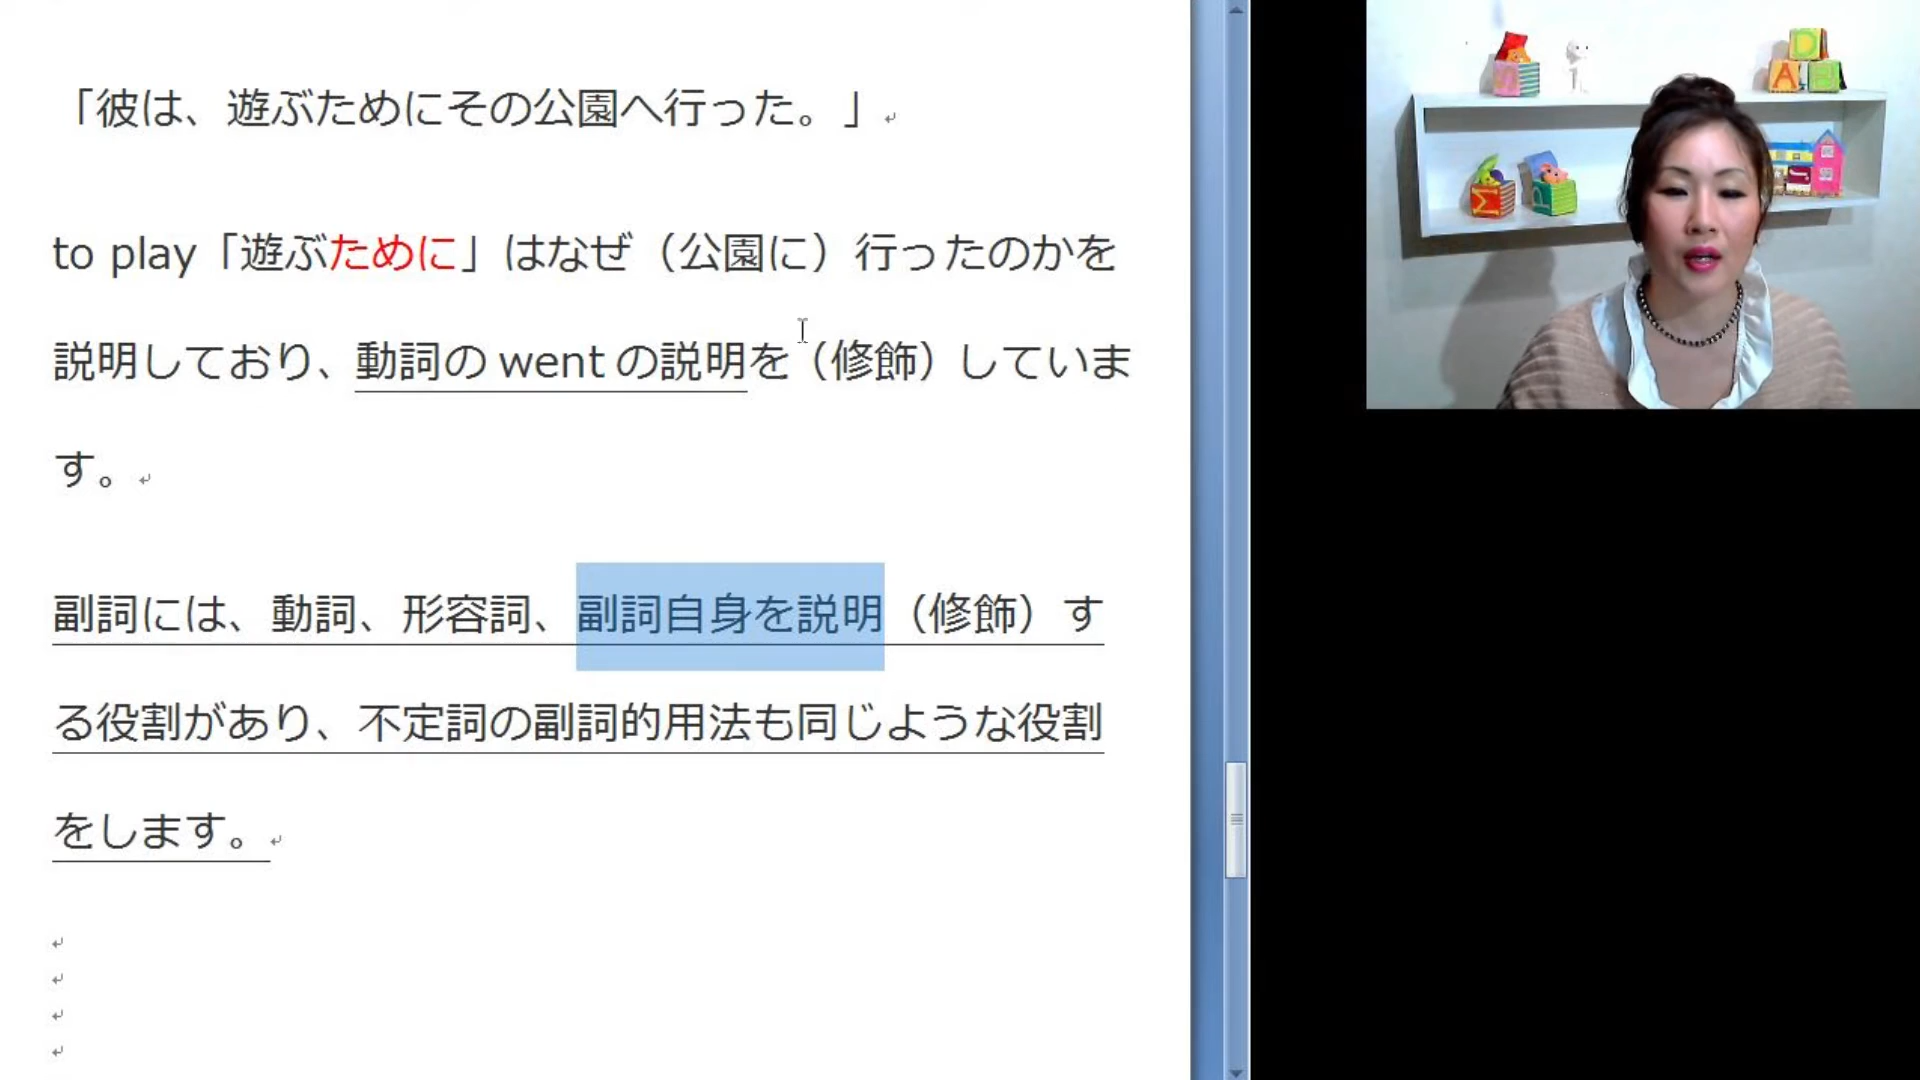 「彼は、遊ぶためにその公園へ行った。」
to play「遊ぶために」はなぜ（公園に）行ったのかを
説明しており、動詞の went の説明を（修飾）していま
す。
副詞には、動詞、形容詞、副詞自身を説明（修飾）す
る役割があり、不定詞の副詞的用法も同じような役割
をします。
D
A